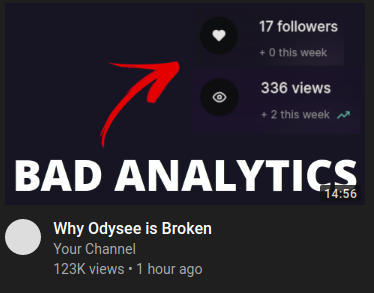 17 followers
+ 0 this week
336 views
+ 2 this week
BAD ANALYTICS
14:56
Why Odysee is Broken
Your Channel
123K views • 1 hour ago